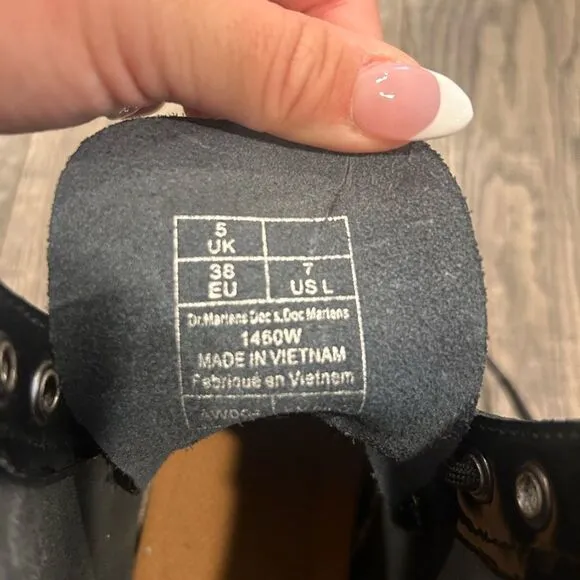 5
UK
38
EU
7
US L
Dr.Martens Doc's, Doc Martens
1460W
MADE IN VIETNAM
Fabriqué en Vietnam